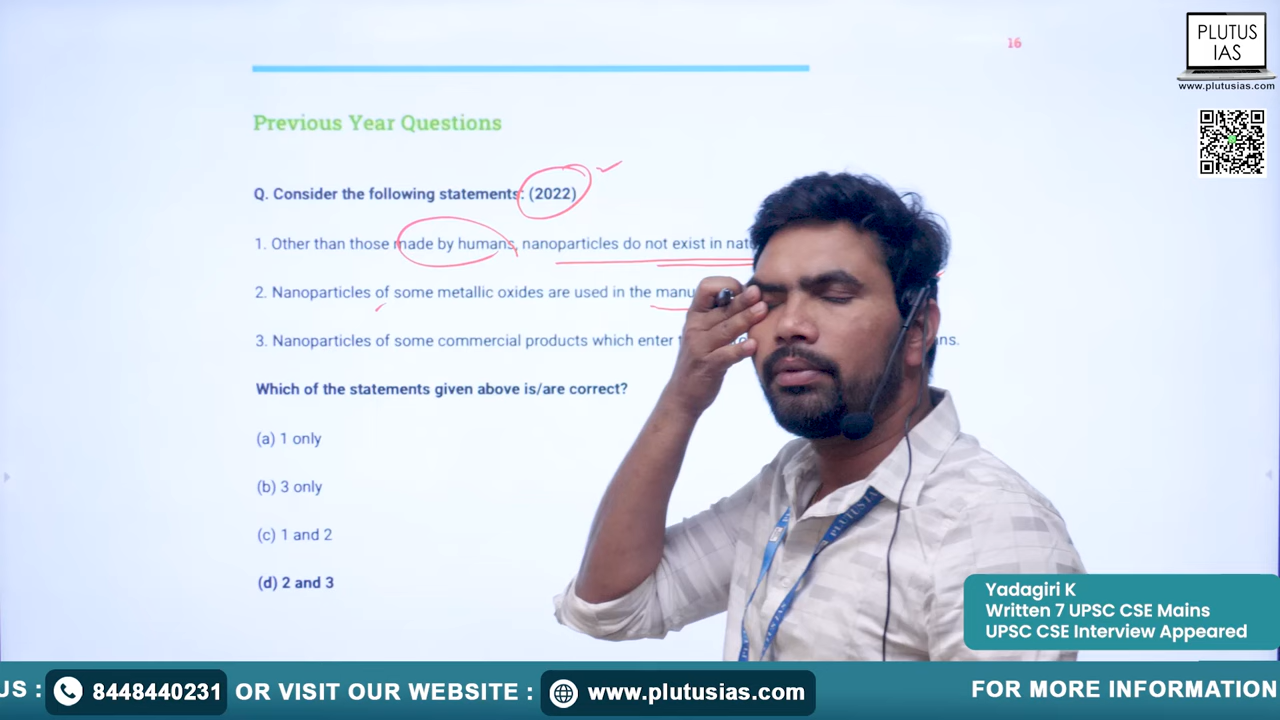 16
PLUTUS
IAS
www.plutusias.com
Previous Year Questions
Q. Consider the following statements: (2022)
1. Other than those made by humans, nanoparticles do not exist in
2. Nanoparticles of some metallic oxides are used in the
3. Nanoparticles of some commercial products which enter
Which of the statements given above is/are correct?
(a) 1 only
(b) 3 only
(c) 1 and 2
(d) 2 and 3
PLUTUS IAS
Yadagiri K
Written 7 UPSC CSE Mains
UPSC CSE Interview Appeared
US : 8448440231 OR VISIT OUR WEBSITE : www.plutusias.com FOR MORE INFORMATION